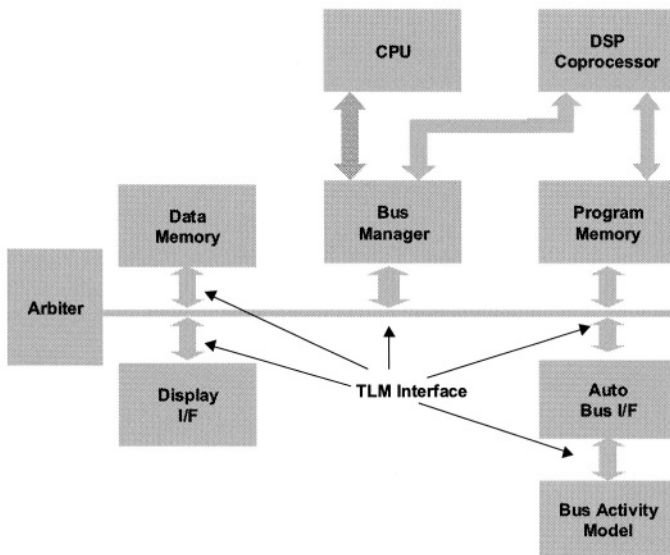 CPU
DSP
Coprocessor
Data
Memory
Bus
Manager
Program
Memory
Arbiter
Display
I/F
TLM Interface
Auto
Bus I/F
Bus Activity
Model